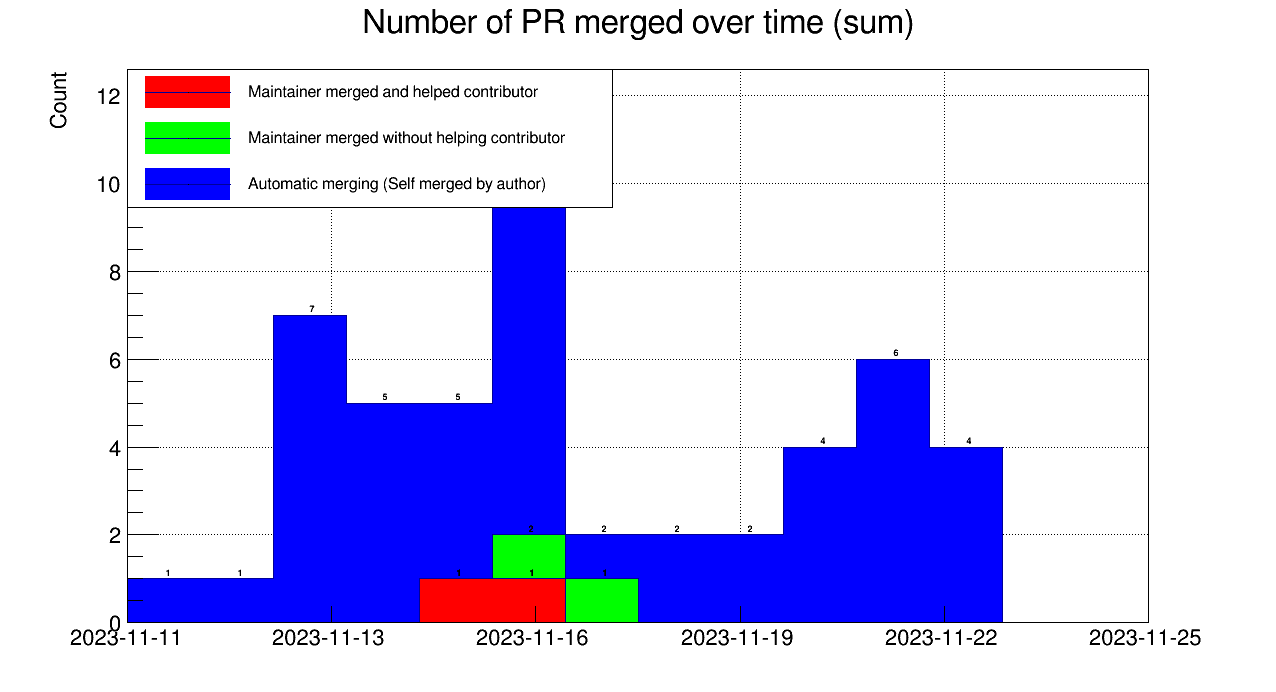 Number of PR merged over time (sum)
Count
Maintainer merged and helped contributor
Maintainer merged without helping contributor
Automatic merging (Self merged by author)
12
10
8
6
4
2
0
7
5 5
6
4 4
2 2 2 2
1 1 1 1 1
2023-11-11 2023-11-13 2023-11-16 2023-11-19 2023-11-22 2023-11-25